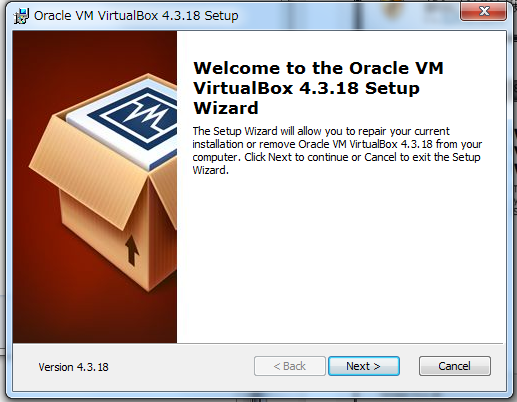 Oracle VM VirtualBox 4.3.18 Setup
Welcome to the Oracle VM
VirtualBox 4.3.18 Setup
Wizard
The Setup Wizard will allow you to repair your current
installation or remove Oracle VM VirtualBox 4.3.18 from your
computer. Click Next to continue or Cancel to exit the Setup
Wizard.
Version 4.3.18
< Back
Next >
Cancel